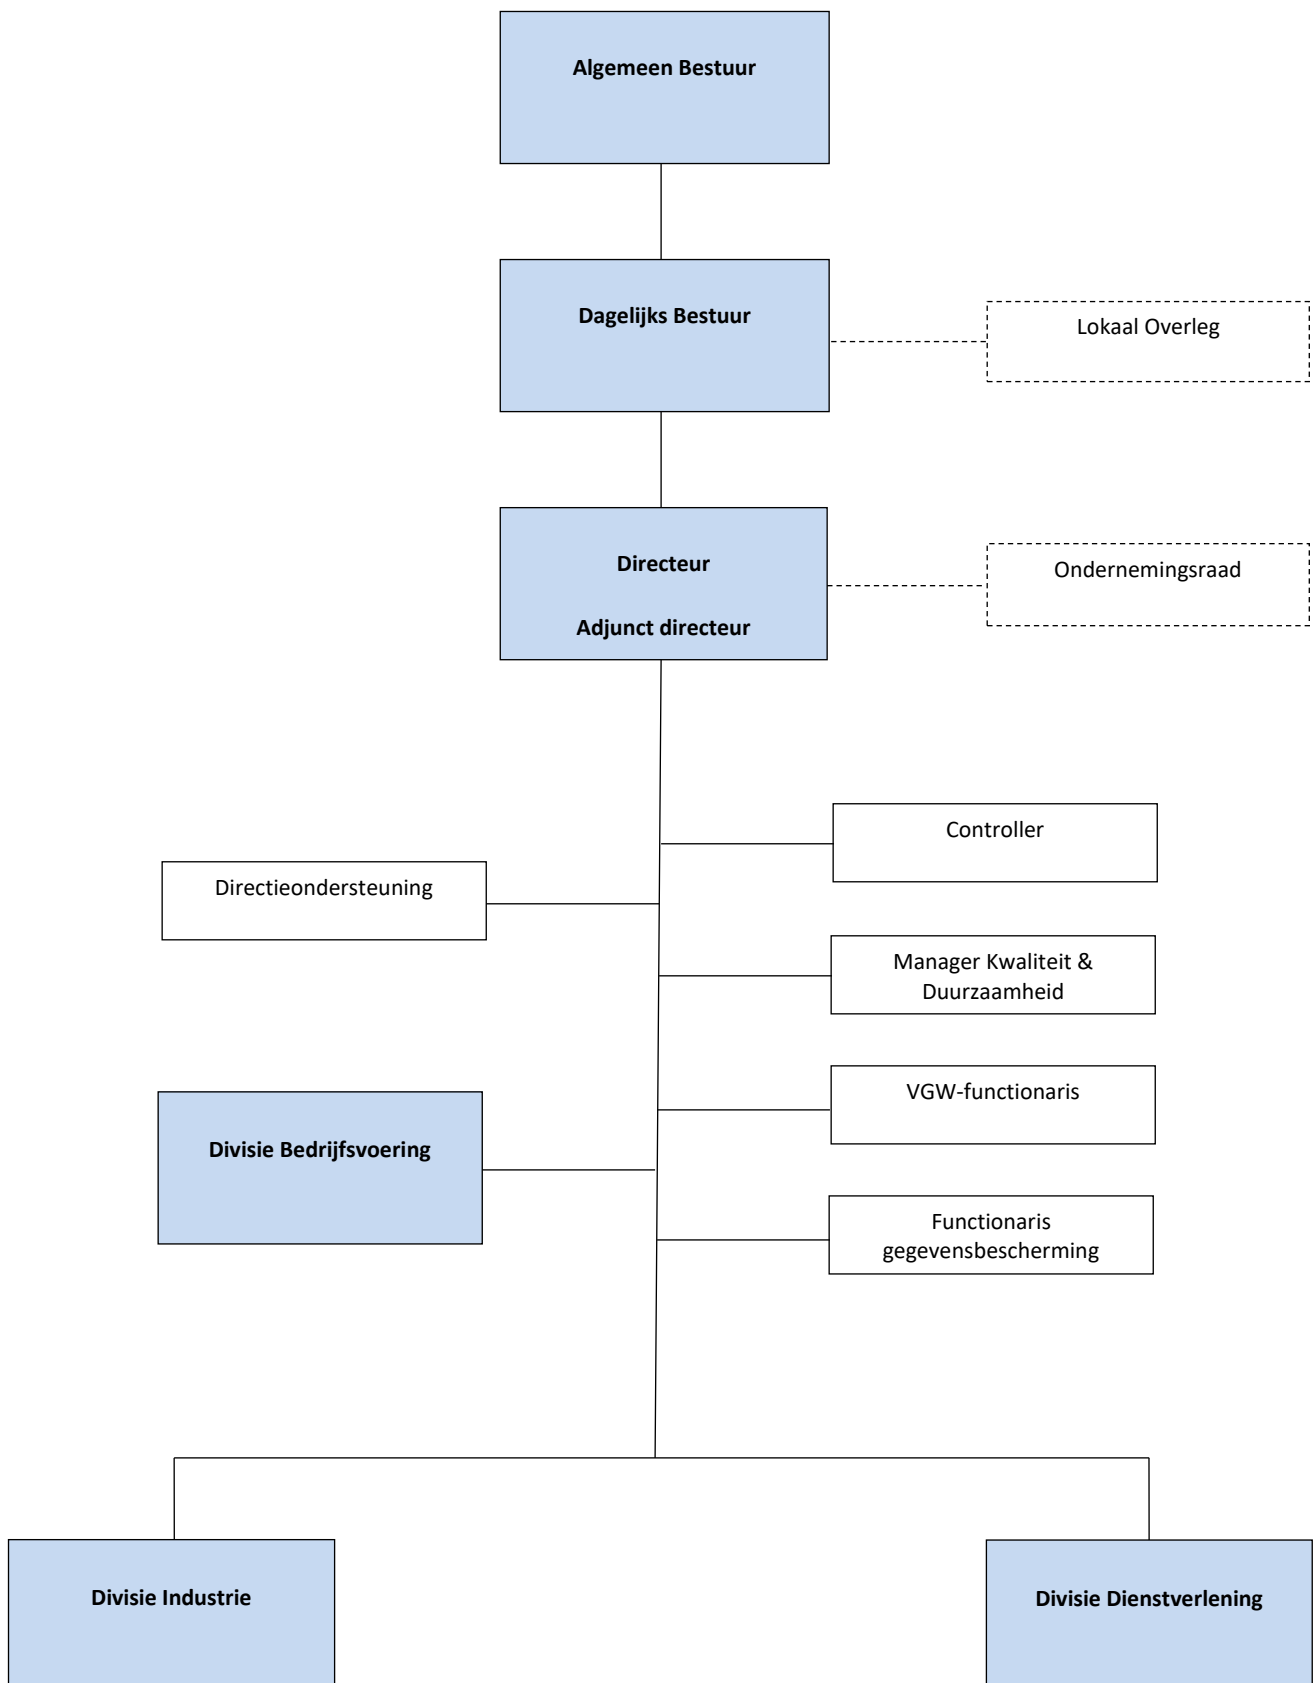 Algemeen Bestuur
Dagelijks Bestuur
Lokaal Overleg
Directeur
Adjunct directeur
Ondernemingsraad
Controller
Directieondersteuning
Manager Kwaliteit &
Duurzaamheid
VGW-functionaris
Divisie Bedrijfsvoering
Functionaris
gegevensbescherming
Divisie Industrie
Divisie Dienstverlening